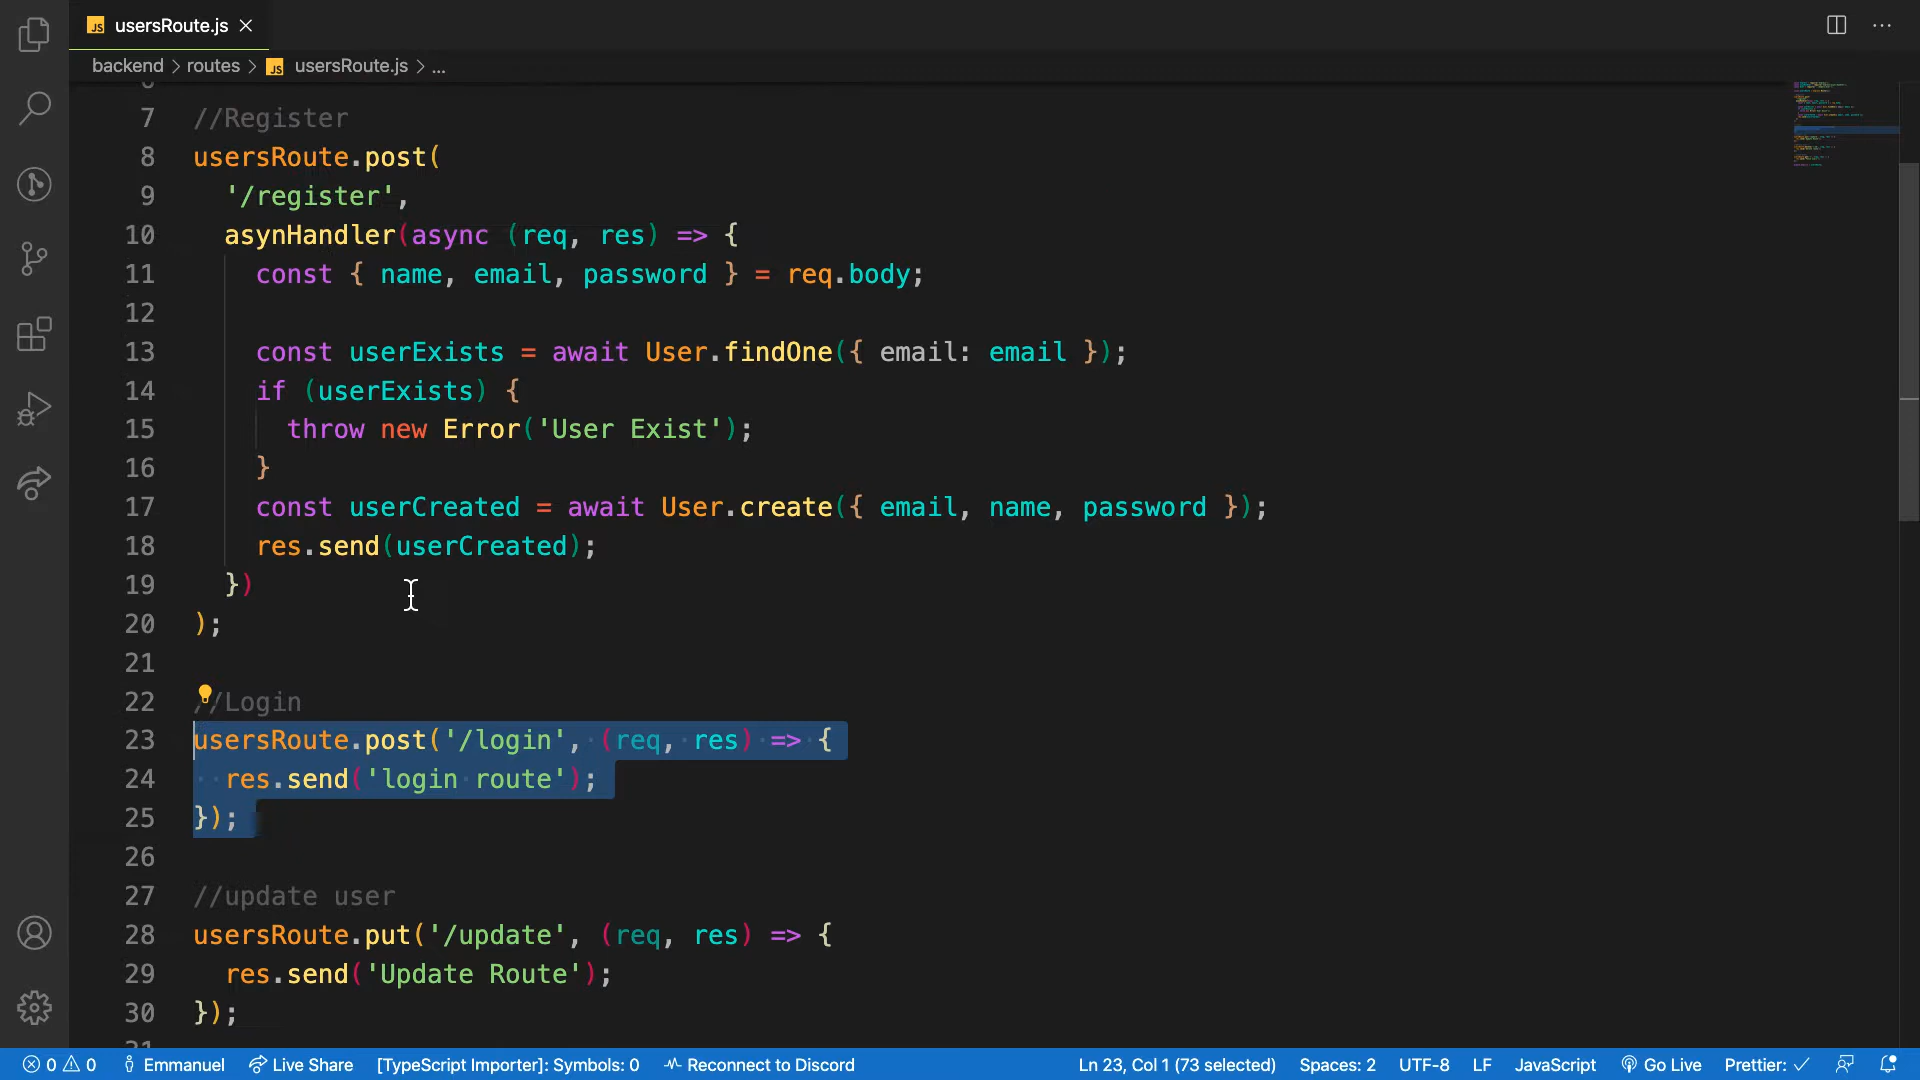 JS usersRoute.js
backend > routes > JS usersRoute.js > ...
6
7 //Register
8 usersRoute.post(
9 '/register',
10 asynHandler(async (req, res) => {
11 const { name, email, password } = req.body;
12
13 const userExists = await User.findOne({ email: email });
14 if (userExists) {
15 throw new Error('User Exist');
16 }
17 const userCreated = await User.create({ email, name, password });
18 res.send(userCreated);
19 })
20 );
21
22 //Login
23 usersRoute.post('/login', (req, res) => {
24 res.send('login route');
25 });
26
27 //update user
28 usersRoute.put('/update', (req, res) => {
29 res.send('Update Route');
30 });
31
0 0 Emmanuel Live Share [TypeScript Importer]: Symbols: 0 Reconnect to Discord Ln 23, Col 1 (73 selected) Spaces: 2 UTF-8 LF JavaScript Go Live Prettier: ✓